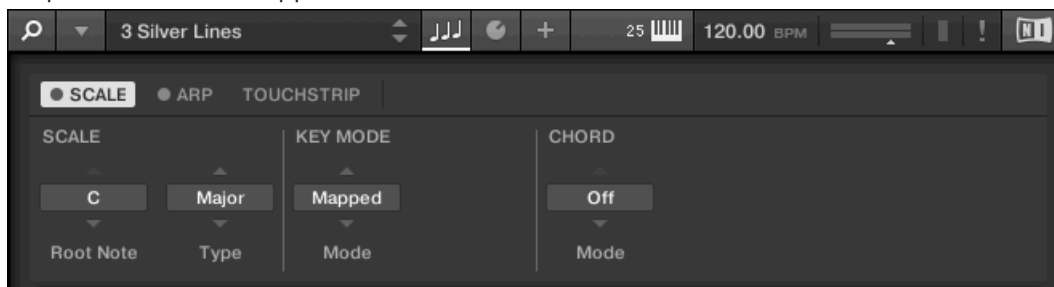 3 Silver Lines 25 120.00 BPM ! NI
SCALE ARP TOUCHSTRIP
SCALE KEY MODE CHORD
C Major Mapped Off
Root Note Type Mode Mode